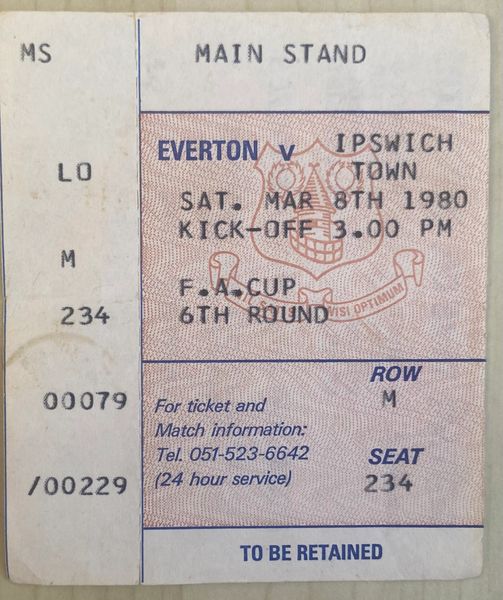 MS
LO
M
234
00079
/00229
MAIN STAND
EVERTON v IPSWICH
TOWN
SAT. MAR 8TH 1980
KICK-OFF 3.00 PM
F.A.CUP
6TH ROUND
NISI OPTIMUM
ROW
M
For ticket and
Match information:
Tel. 051-523-6642
(24 hour service)
SEAT
234
TO BE RETAINED